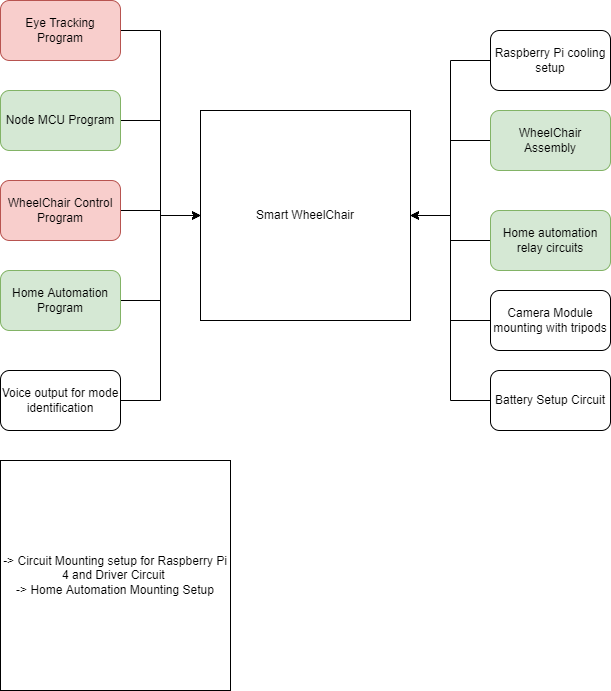 Eye Tracking
Program
Node MCU Program
WheelChair Control
Program
Home Automation
Program
Voice output for mode
identification
Smart WheelChair
Raspberry Pi cooling
setup
WheelChair
Assembly
Home automation
relay circuits
Camera Module
mounting with tripods
Battery Setup Circuit
-> Circuit Mounting setup for Raspberry Pi
4 and Driver Circuit
-> Home Automation Mounting Setup